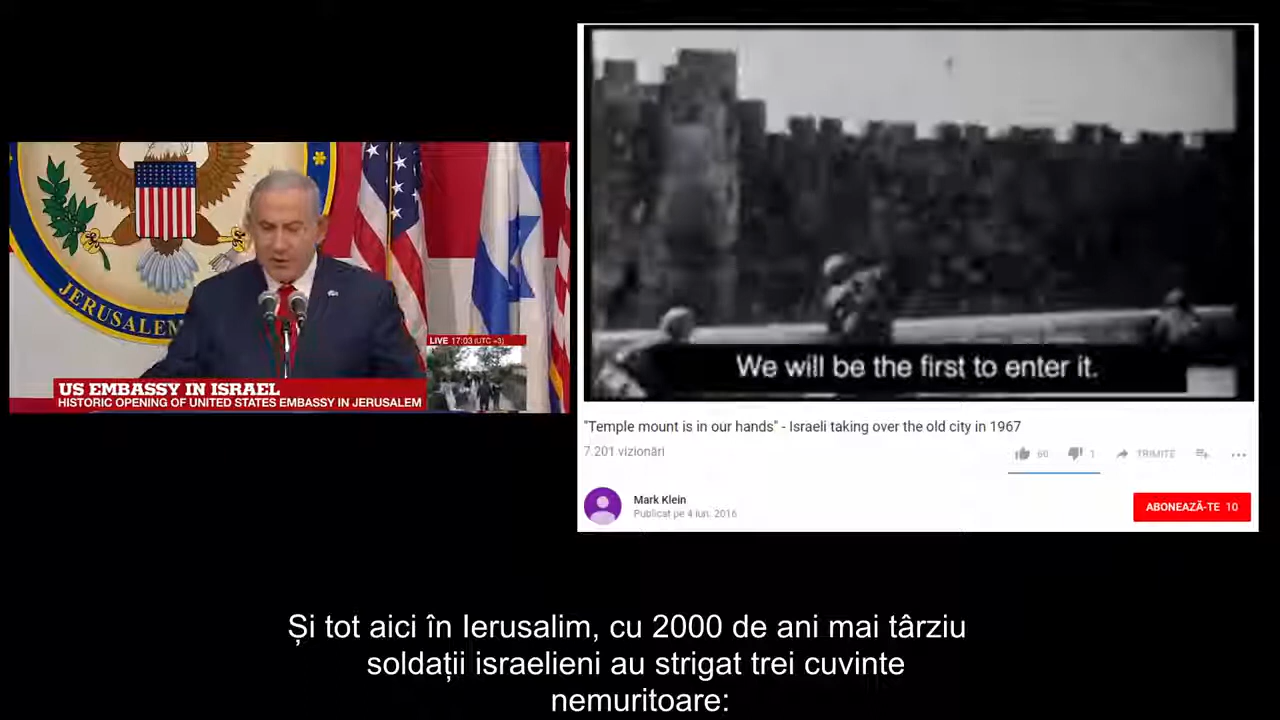 JERUSALEM
LIVE 17:03 (UTC +3)
US EMBASSY IN ISRAEL
HISTORIC OPENING OF UNITED STATES EMBASSY IN JERUSALEM
We will be the first to enter it.
"Temple mount is in our hands" - Israeli taking over the old city in 1967
7.201 vizionări
60 1 TRIMITE
Mark Klein
Publicat pe 4 iun. 2016
ABONEAZĂ-TE 10
Și tot aici în Ierusalim, cu 2000 de ani mai târziu
soldații israelieni au strigat trei cuvinte
nemuritoare: